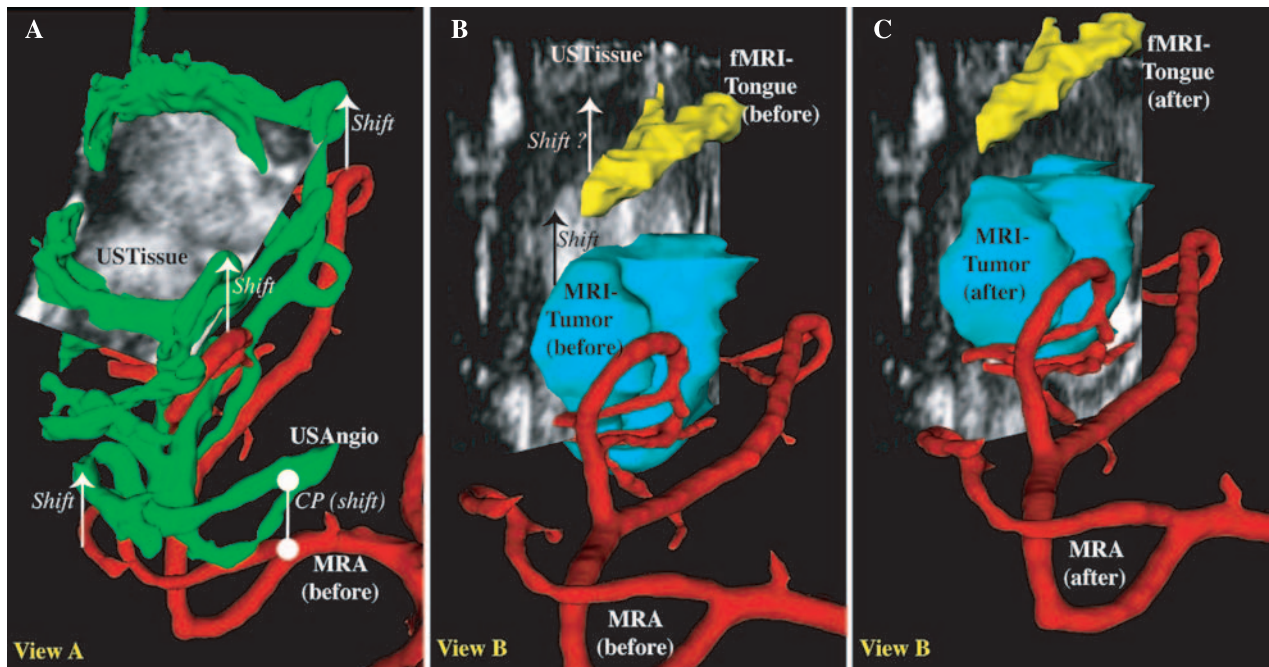 A
Shift
USTissue
Shift
USAngio
Shift
CP (shift)
MRA
(before)
View A
B
USTissue
fMRI-
Tongue
(before)
Shift ?
Shift
MRI-
Tumor
(before)
MRA
(before)
View B
C
fMRI-
Tongue
(after)
MRI-
Tumor
(after)
MRA
(after)
View B